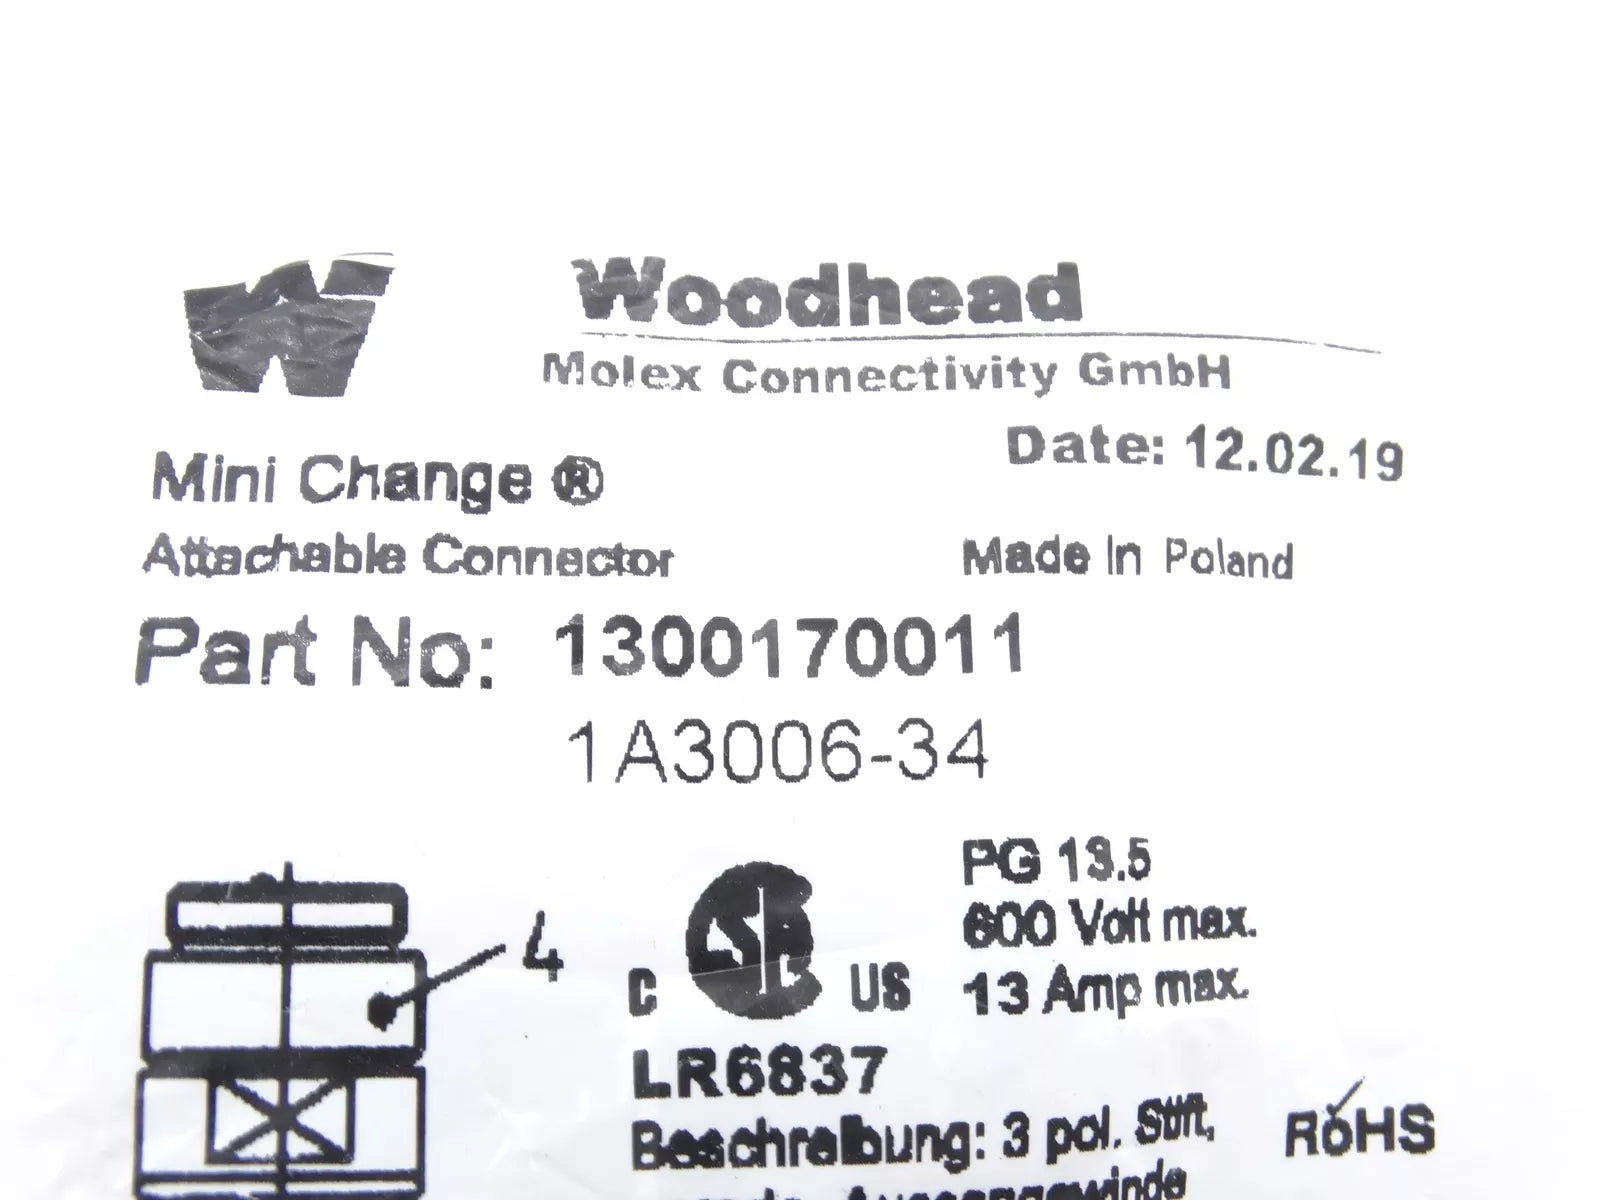 Woodhead
Molex Connectivity GmbH
Date: 12.02.19
Mini Change ®
Attachable Connector
Made In Poland
Part No: 1300170011
1A3006-34
PG 13.5
600 Volt max.
13 Amp max.
4
C US
LR6837
Beschreibung: 3 pol. Stift,
RoHS
Aussengewinde